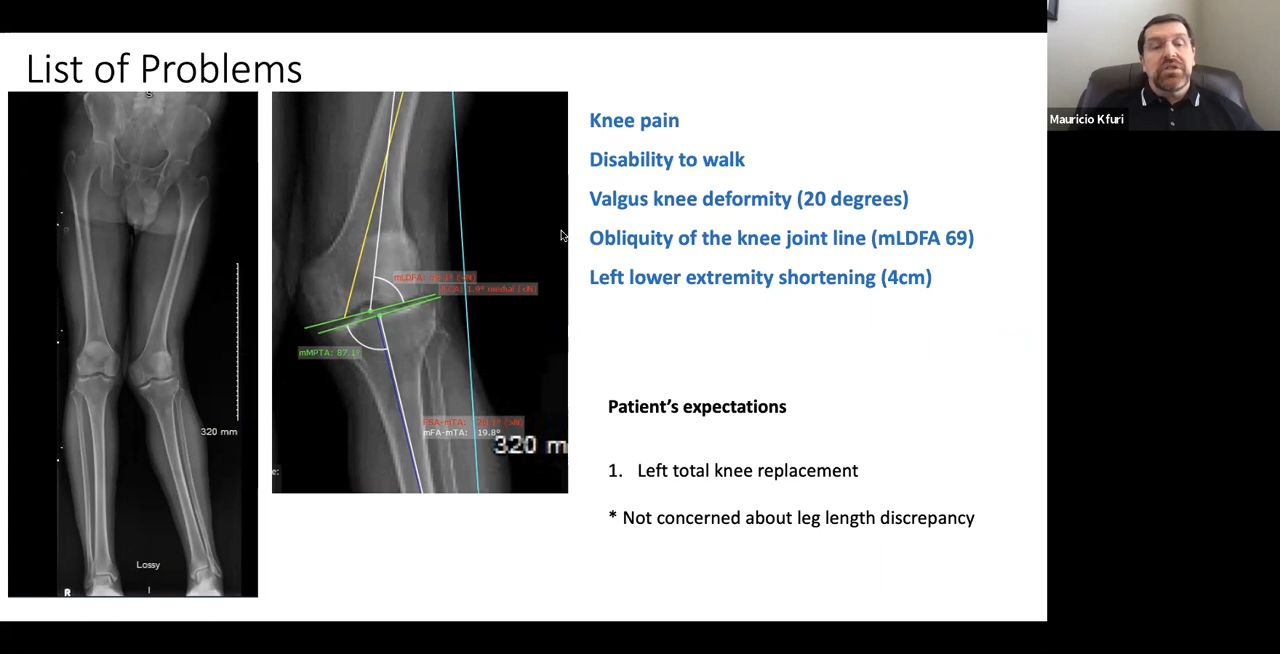 List of Problems
S
320 mm
Lossy
R
I
mMPTA: 87.1°
mFA-mTA: 19.8°
320 m
e:
Knee pain
Disability to walk
Valgus knee deformity (20 degrees)
Obliquity of the knee joint line (mLDFA 69)
Left lower extremity shortening (4cm)
Patient's expectations
1. Left total knee replacement
* Not concerned about leg length discrepancy
Mauricio Kfuri